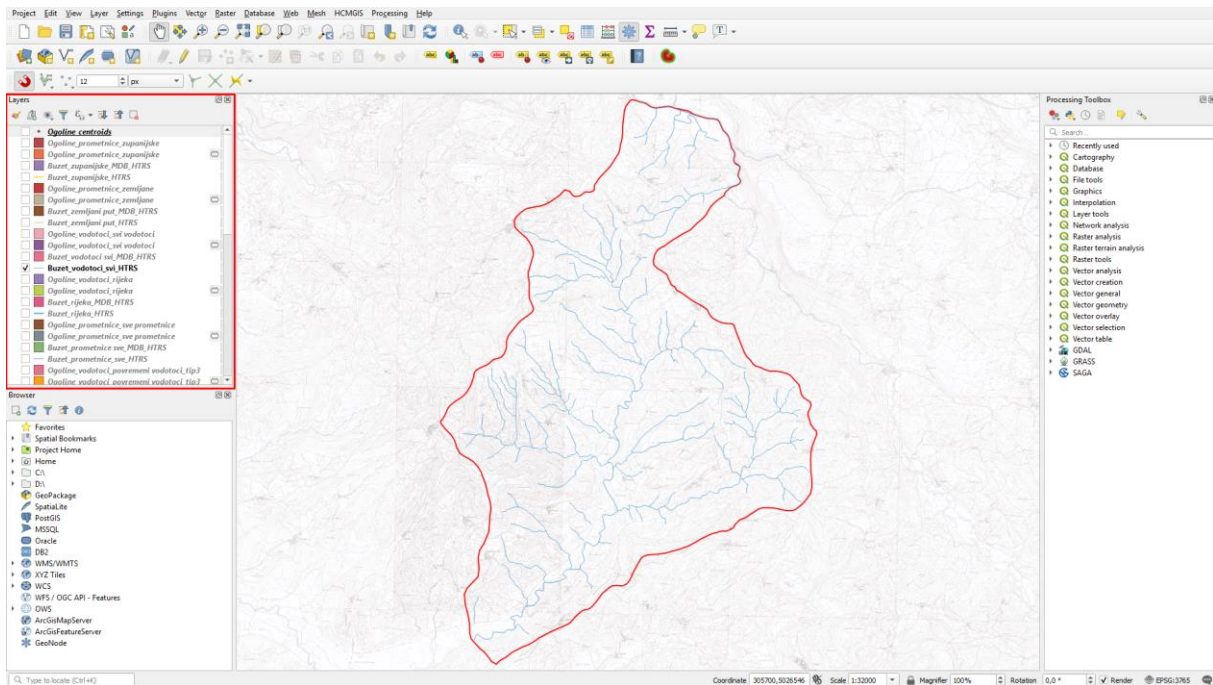 Project Edit View Layer Settings Plugins Vector Raster Database Web Mesh HCMGIS Processing Help
12 px
Layers
Ogoline centroids
Ogoline_prometnice_zupanijske
Ogoline_prometnice_zupanijske
Buzet_zupanijske_MDB_HTRS
Buzet_zupanijske_HTRS
Ogoline_prometnice_zemljane
Ogoline_prometnice_zemljane
Buzet_zemljani put_MDB_HTRS
Buzet_zemljani put_HTRS
Ogoline_vodotoci_svi vodotoci
Ogoline_vodotoci_svi vodotoci
Buzet_vodotoci svi_MDB_HTRS
Buzet_vodotoci_svi_HTRS
Ogoline_vodotoci_rijeka
Ogoline_vodotoci_rijeka
Buzet_rijeka_MDB_HTRS
Buzet_rijeka_HTRS
Ogoline_prometnice_sve prometnice
Ogoline_prometnice_sve prometnice
Buzet_prometnice sve_MDB_HTRS
Buzet_prometnice_sve_HTRS
Ogoline_vodotoci_povremeni vodotoci_tip3
Ogoline_vodotoci_povremeni vodotoci_tip3
Browser
Favorites
Spatial Bookmarks
Project Home
Home
C:\
D:\
GeoPackage
SpatiaLite
PostGIS
MSSQL
Oracle
DB2
WMS/WMTS
XYZ Tiles
WCS
WFS / OGC API - Features
OWS
ArcGisMapServer
ArcGisFeatureServer
GeoNode
Processing Toolbox
Search...
Recently used
Cartography
Database
File tools
Graphics
Interpolation
Layer tools
Network analysis
Raster analysis
Raster terrain analysis
Raster tools
Vector analysis
Vector creation
Vector general
Vector geometry
Vector overlay
Vector selection
Vector table
GDAL
GRASS
SAGA
Type to locate (Ctrl+K)
Coordinate 305700,5026546 Scale 1:32000 Magnifier 100% Rotation 0,0 ° Render EPSG:3765